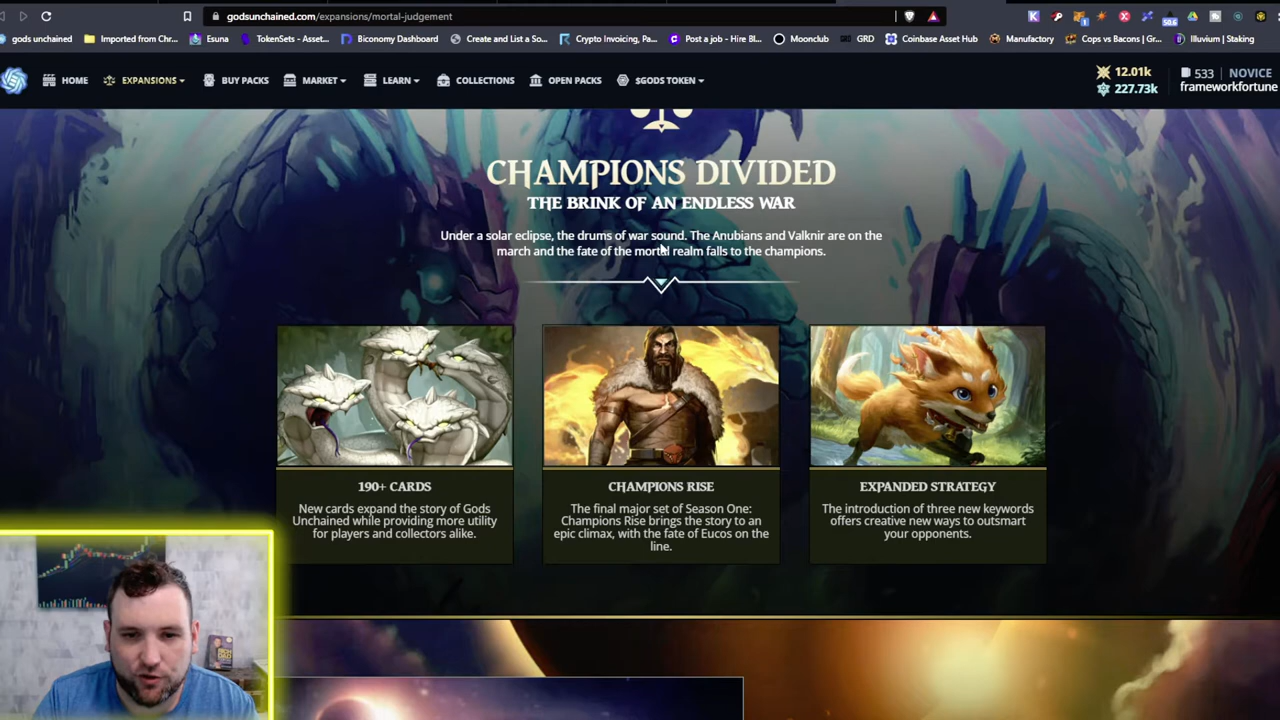 godsunchained.com/expansions/mortal-judgement
gods unchained
Imported from Chr...
Esuna
TokenSets - Asset...
Biconomy Dashboard
Create and List a So...
Crypto Invoicing, Pa...
Post a job - Hire Bl...
Moonclub
GRD
Coinbase Asset Hub
Manufactory
Cops vs Bacons | Gr...
Illuvium | Staking
HOME
EXPANSIONS
BUY PACKS
MARKET
LEARN
COLLECTIONS
OPEN PACKS
$GODS TOKEN
12.01k
227.73k
533
NOVICE
frameworkfortune
CHAMPIONS DIVIDED
THE BRINK OF AN ENDLESS WAR
Under a solar eclipse, the drums of war sound. The Anubians and Valknir are on the
march and the fate of the mortal realm falls to the champions.
190+ CARDS
New cards expand the story of Gods
Unchained while providing more utility
for players and collectors alike.
CHAMPIONS RISE
The final major set of Season One:
Champions Rise brings the story to an
epic climax, with the fate of Eucos on the
line.
EXPANDED STRATEGY
The introduction of three new keywords
offers creative new ways to outsmart
your opponents.